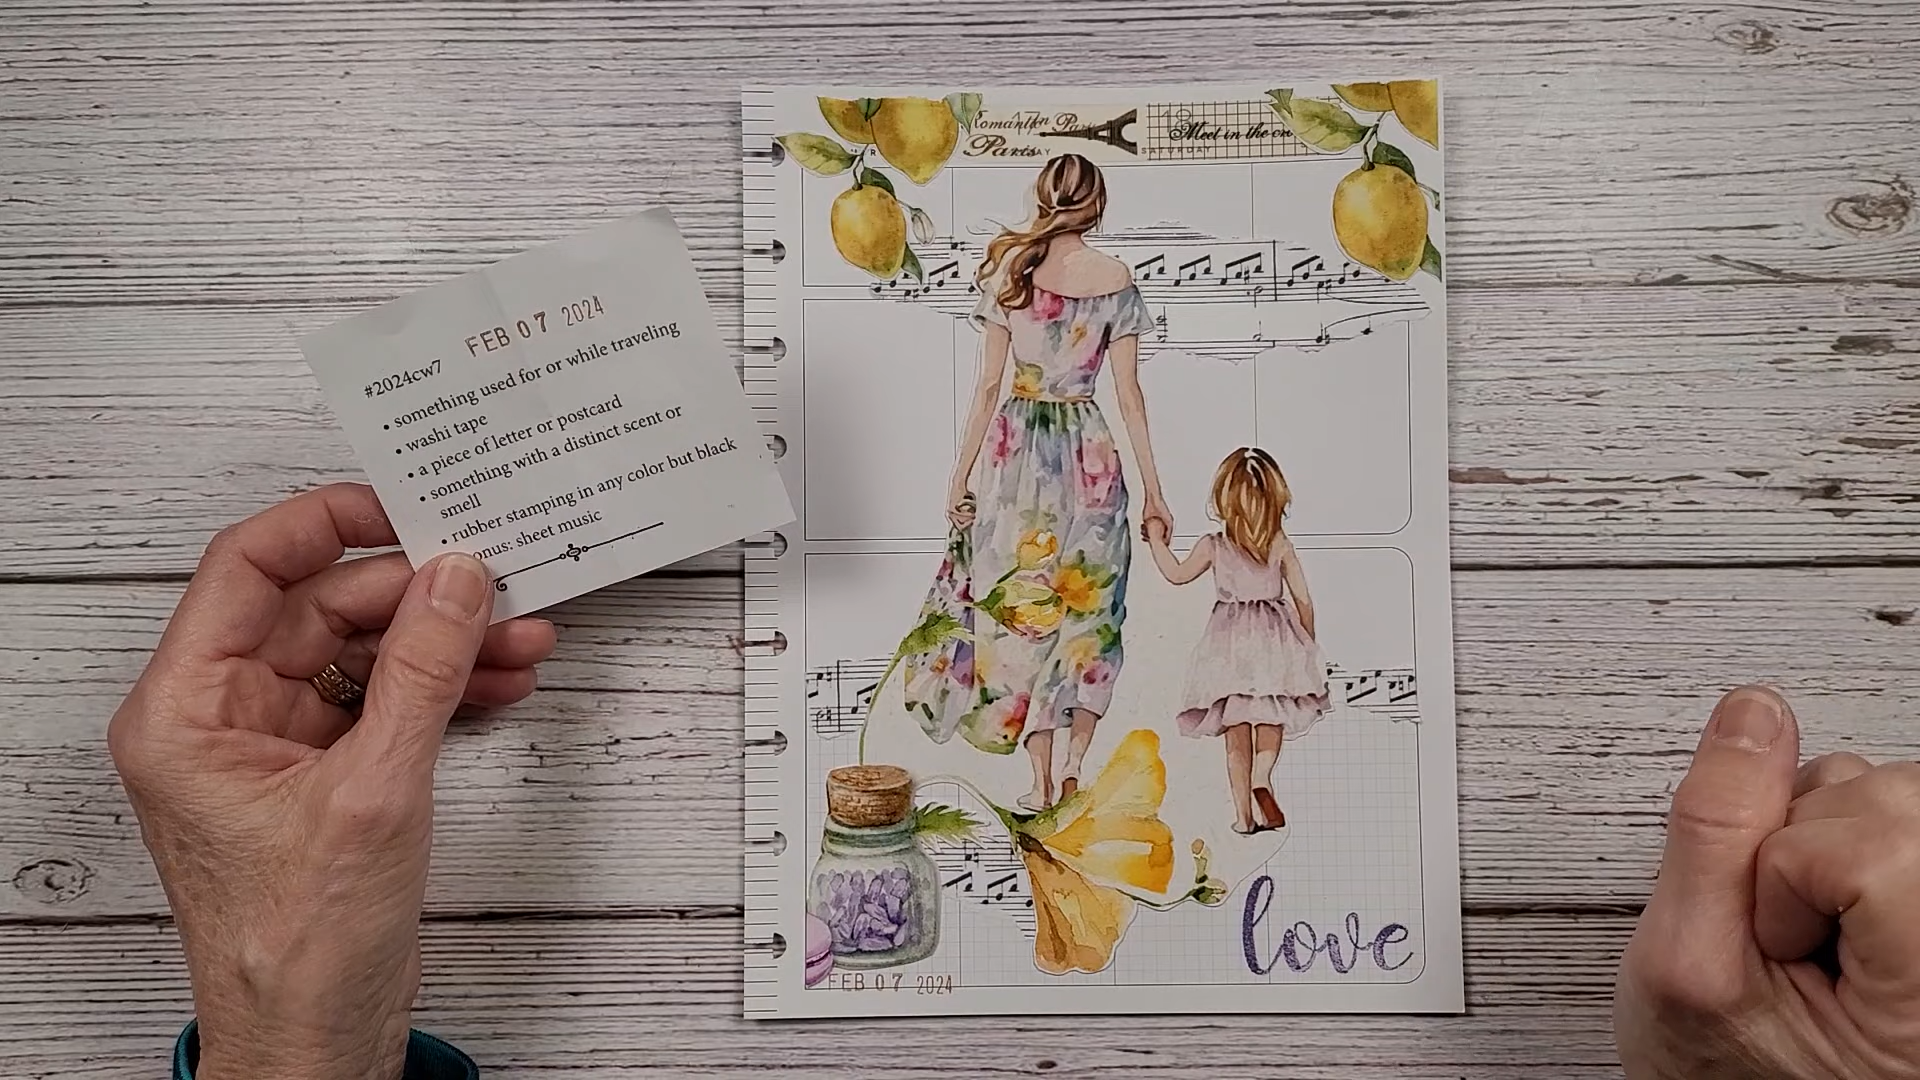 FEB 07 2024
#2024cw7
• something used for or while traveling
• washi tape
• a piece of letter or postcard
• something with a distinct scent or
smell
• rubber stamping in any color but black
onus: sheet music
Romantic Paris
Paris
Meet in the
SATURDAY
love
FEB 07 2024